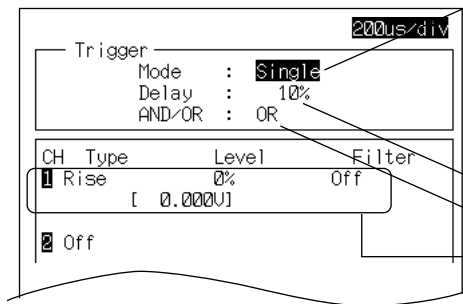 200us/div
Trigger
Mode : Single
Delay : 10%
AND/OR : OR
CH Type Level Filter
1 Rise 0% Off
[ 0.000V]
2 Off